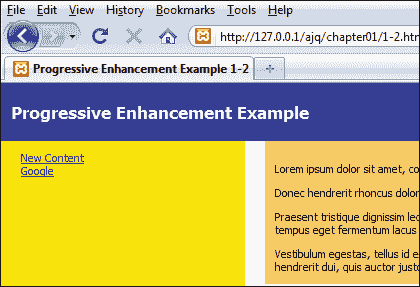 File Edit View History Bookmarks Tools Help
http://127.0.0.1/ajq/chapter01/1-2.htm
Progressive Enhancement Example 1-2
Progressive Enhancement Example
New Content
Google
Lorem ipsum dolor sit amet, co
Donec hendrerit rhoncus dolor
Praesent tristique dignissim lec
tempus eget fermentum lacus
Vestibulum egestas, tellus id e
hendrerit dui, quis auctor justo